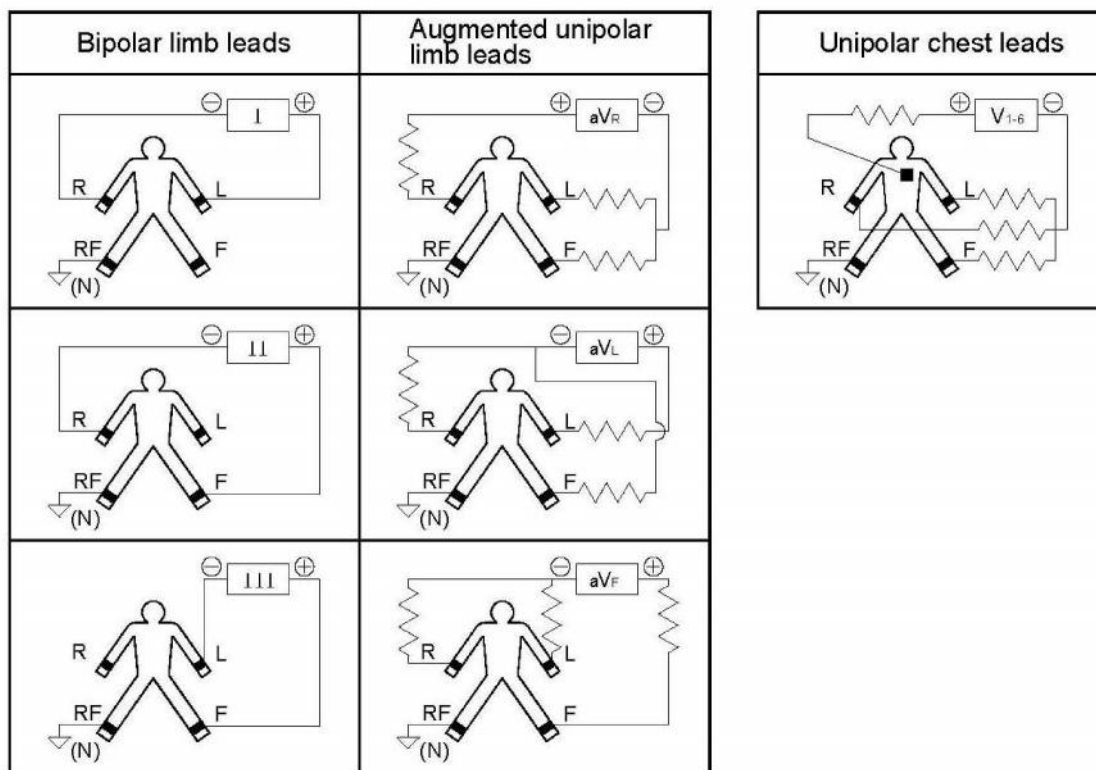 Bipolar limb leads
Augmented unipolar
limb leads
Unipolar chest leads
− I +
R L
RF F
(N)
+ aVR −
R L
RF F
(N)
+ V1-6 −
R L
RF F
(N)
− II +
R L
RF F
(N)
− aVL +
R L
RF F
(N)
− III +
R L
RF F
(N)
− aVF +
R L
RF F
(N)